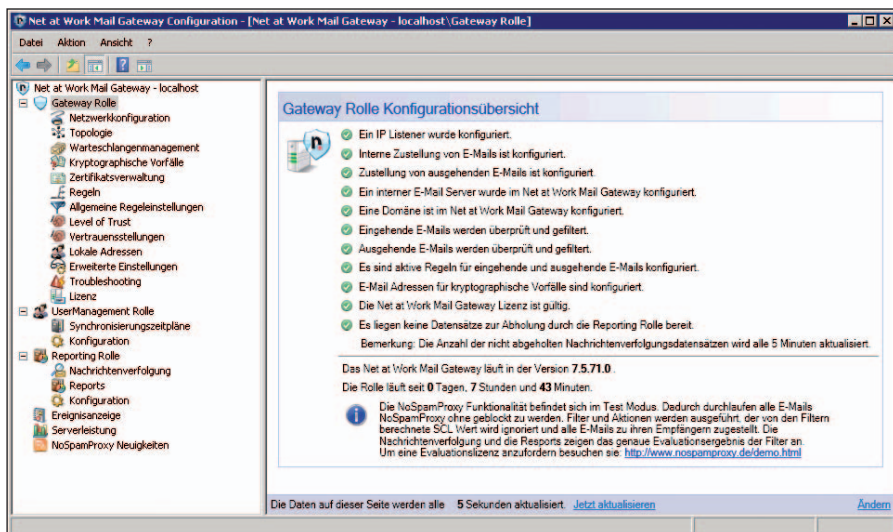 Net at Work Mail Gateway Configuration - [Net at Work Mail Gateway - localhost\Gateway Rolle]
Datei Aktion Ansicht ?
Net at Work Mail Gateway - localhost
Gateway Rolle
Netzwerkkonfiguration
Topologie
Warteschlangenmanagement
Kryptographische Vorfälle
Zertifikatsverwaltung
Regeln
Allgemeine Regeleinstellungen
Level of Trust
Vertrauensstellungen
Lokale Adressen
Erweiterte Einstellungen
Troubleshooting
Lizenz
UserManagement Rolle
Synchronisierungszeitpläne
Konfiguration
Reporting Rolle
Nachrichtenverfolgung
Reports
Konfiguration
Ereignisanzeige
Serverleistung
NoSpamProxy Neuigkeiten
Gateway Rolle Konfigurationsübersicht
Ein IP Listener wurde konfiguriert.
Interne Zustellung von E-Mails ist konfiguriert.
Zustellung von ausgehenden E-Mails ist konfiguriert.
Ein interner E-Mail Server wurde im Net at Work Mail Gateway konfiguriert.
Eine Domäne ist im Net at Work Mail Gateway konfiguriert.
Eingehende E-Mails werden überprüft und gefiltert.
Ausgehende E-Mails werden überprüft und gefiltert.
Es sind aktive Regeln für eingehende und ausgehende E-Mails konfiguriert.
E-Mail Adressen für kryptographische Vorfälle sind konfiguriert.
Die Net at Work Mail Gateway Lizenz ist gültig.
Es liegen keine Datensätze zur Abholung durch die Reporting Rolle bereit.
Bemerkung: Die Anzahl der nicht abgeholten Nachrichtenverfolgungsdatensätzen wird alle 5 Minuten aktualisiert.
Das Net at Work Mail Gateway läuft in der Version 7.5.71.0.
Die Rolle läuft seit 0 Tagen, 7 Stunden und 43 Minuten.
Die NoSpamProxy Funktionalität befindet sich im Test Modus. Dadurch durchlaufen alle E-Mails
NoSpamProxy ohne geblockt zu werden. Filter und Aktionen werden ausgeführt, der von den Filtern
berechnete SCL Wert wird ignoriert und alle E-Mails zu ihren Empfängern zugestellt. Die
Nachrichtenverfolgung und die Resports zeigen das genaue Evaluationsergebnis der Filter an.
Um eine Evaluationslizenz anzufordern besuchen sie: http://www.nospamproxy.de/demo.html
Die Daten auf dieser Seite werden alle 5 Sekunden aktualisiert. Jetzt aktualisieren Ändern